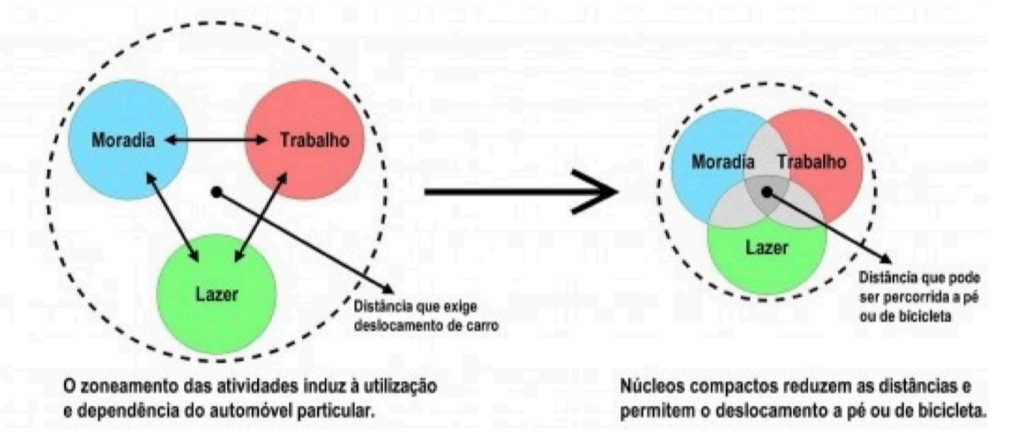 Moradia
Trabalho
Lazer
Distância que exige
deslocamento de carro
O zoneamento das atividades induz à utilização
e dependência do automóvel particular.
Moradia
Trabalho
Lazer
Distância que pode
ser percorrida a pé
ou de bicicleta
Núcleos compactos reduzem as distâncias e
permitem o deslocamento a pé ou de bicicleta.